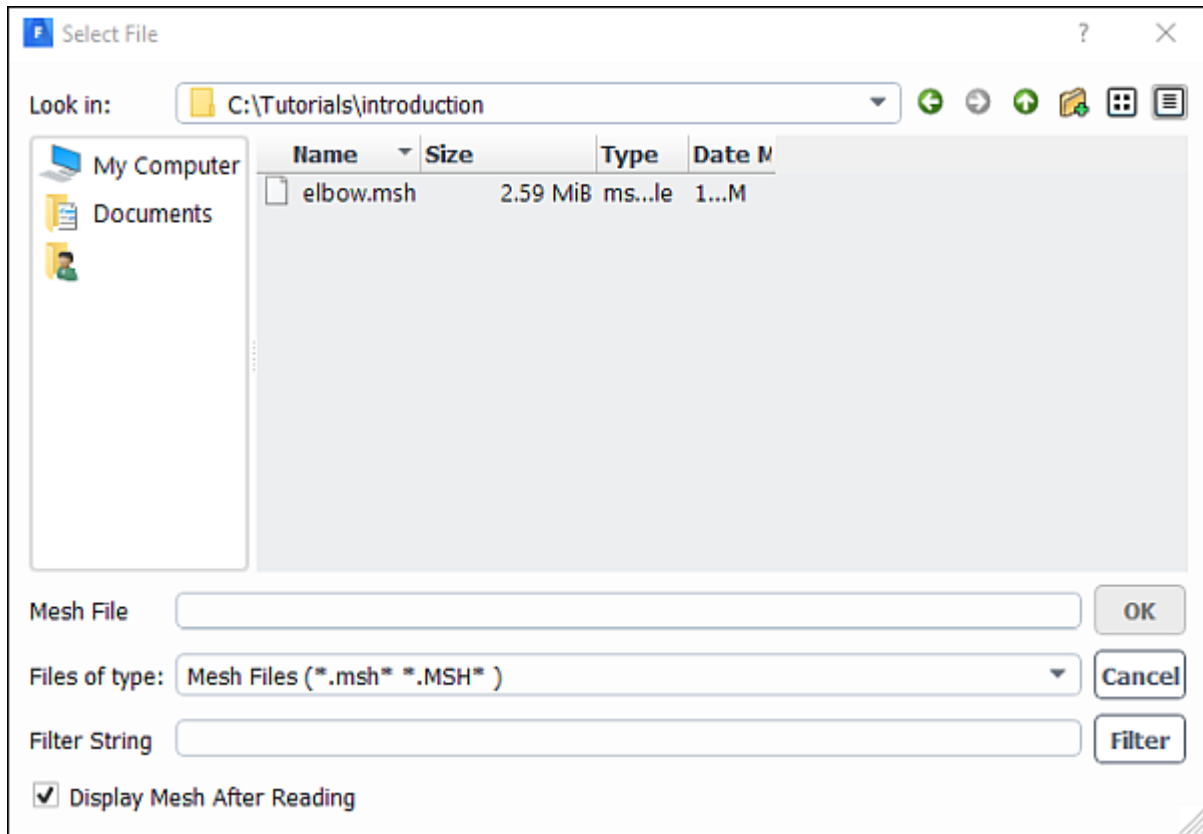 F Select File ?
Look in: C:\Tutorials\introduction
My Computer
Documents
Name Size Type Date M
elbow.msh 2.59 MiB ms...le 1...M
Mesh File OK
Files of type: Mesh Files (*.msh* *.MSH* ) Cancel
Filter String Filter
Display Mesh After Reading